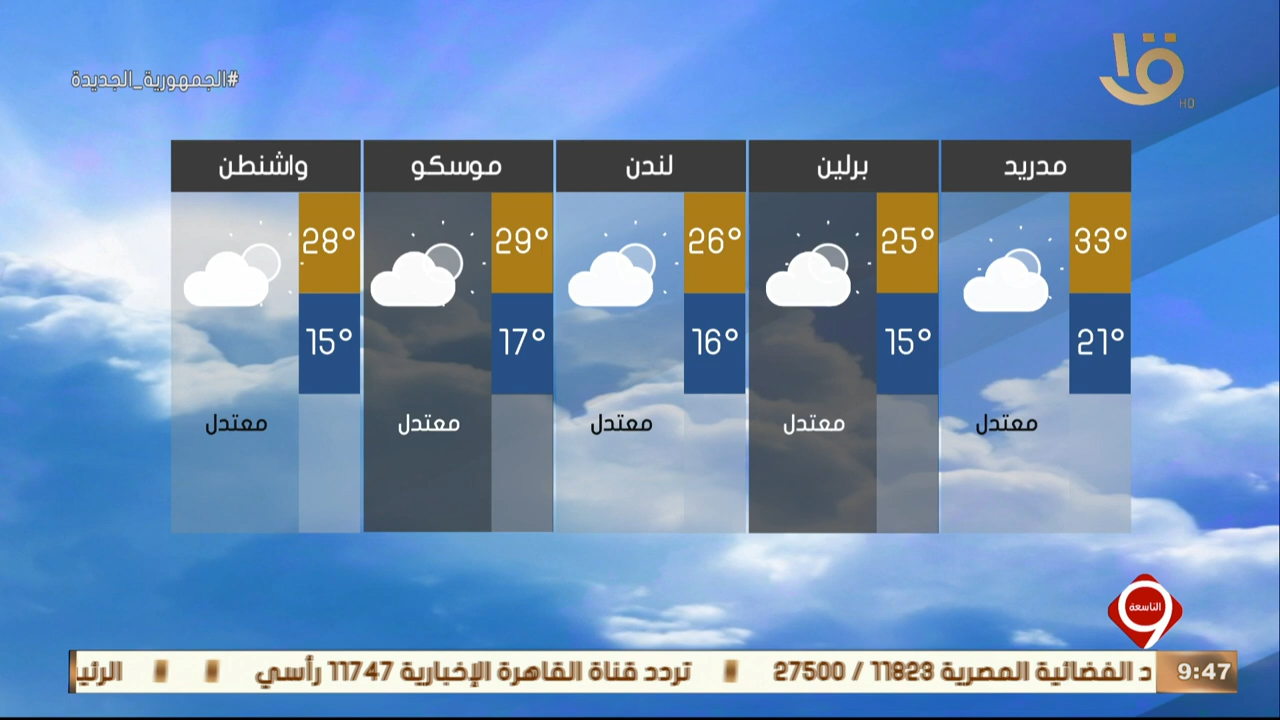 #الجمهورية_الجديدة
HD
مدريد
33°
21°
معتدل
برلين
25°
15°
معتدل
لندن
26°
16°
معتدل
موسكو
29°
17°
معتدل
واشنطن
28°
15°
معتدل
التاسعة
9
9:47
د الفضائية المصرية 11823 / 27500 تردد قناة القاهرة الإخبارية 11747 رأسي